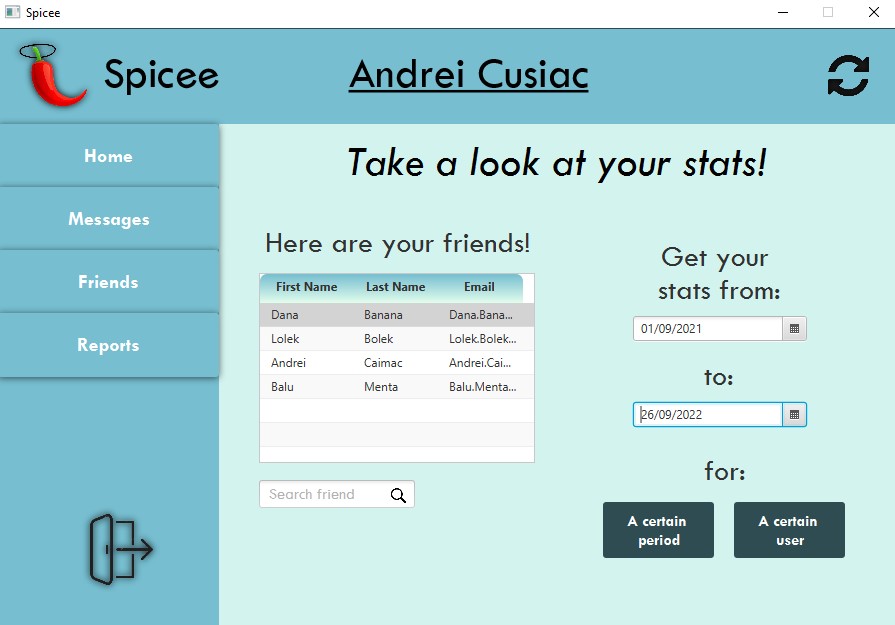 Spicee
Spicee
Andrei Cusiac
Home
Messages
Friends
Reports
Take a look at your stats!
Here are your friends!
First Name Last Name Email
Dana Banana Dana.Bana...
Lolek Bolek Lolek.Bolek...
Andrei Caimac Andrei.Cai...
Balu Menta Balu.Menta...
Search friend
Get your
stats from:
01/09/2021
to:
26/09/2022
for:
A certain
period
A certain
user